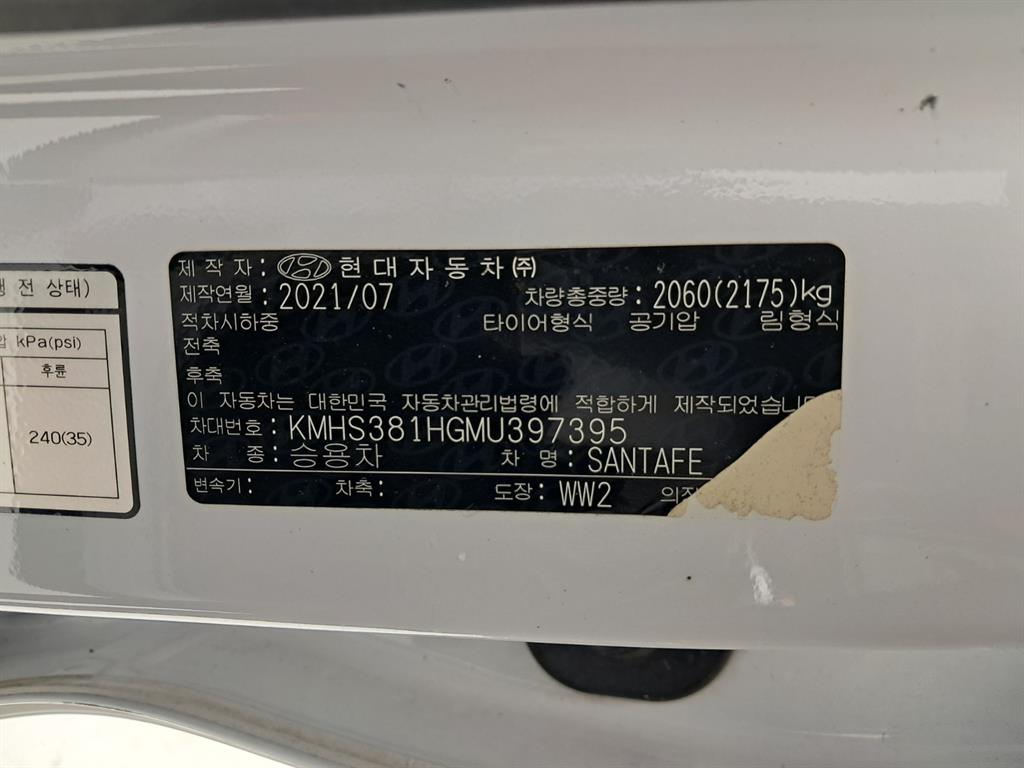 전 상태)
kPa(psi)
후륜
240(35)
제 작 자 : 현대자동차㈜
제작연월 : 2021/07 차량총중량 : 2060(2175)kg
적차시하중 타이어형식 공기압 림형식
전축
후축
이 자동차는 대한민국 자동차관리법령에 적합하게 제작되었습니
차대번호 : KMHS381HGMU397395
차 종 : 승용차 차 명 : SANTAFE
변속기 : 차축 : 도장 : WW2